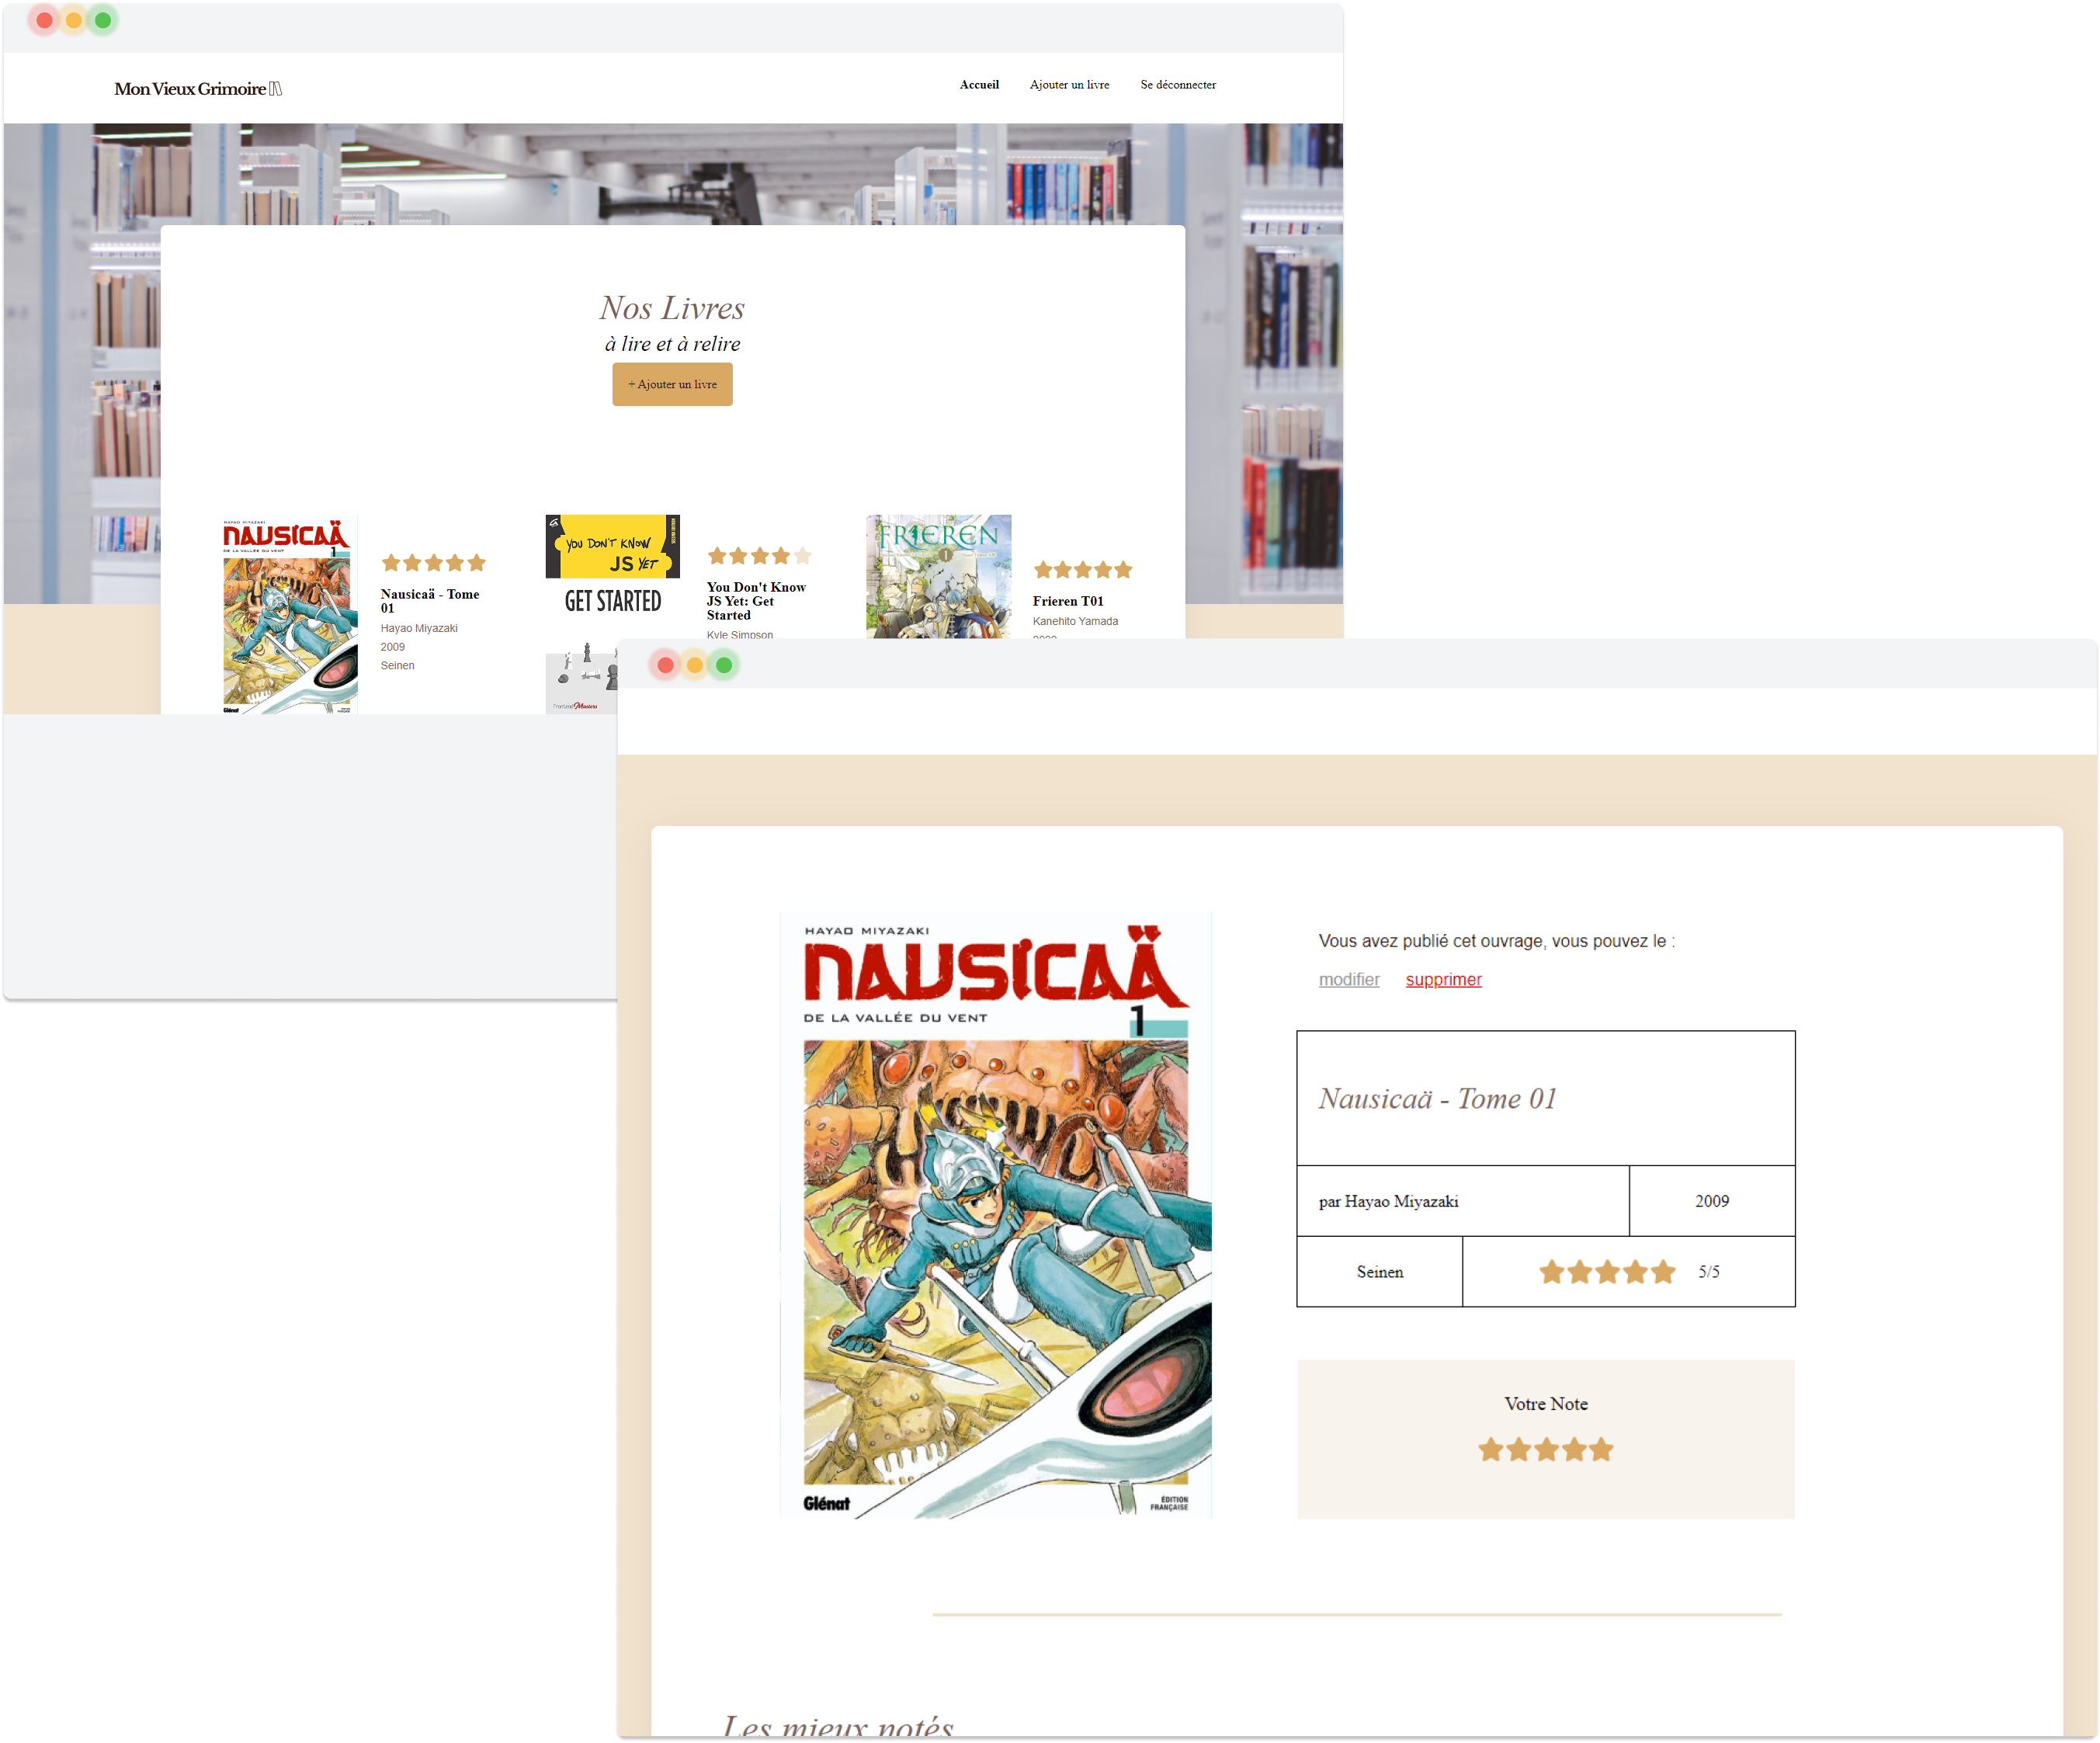 Mon Vieux Grimoire
Accueil
Ajouter un livre
Se déconnecter
Nos Livres
à lire et à relire
+ Ajouter un livre
HAYAO MIYAZAKI
NAUSICAÄ
DE LA VALLÉE DU VENT
1
Glénat
Nausicaä - Tome
01
Hayao Miyazaki
2009
Seinen
YOU DON'T KNOW
JS YET
GET STARTED
Frontend Masters
You Don't Know
JS Yet: Get
Started
Kyle Simpson
FRIEREN
1
Frieren T01
Kanehito Yamada
HAYAO MIYAZAKI
NAUSICAÄ
DE LA VALLÉE DU VENT
1
Glénat
ÉDITION
FRANÇAISE
Vous avez publié cet ouvrage, vous pouvez le :
modifier
supprimer
Nausicaä - Tome 01
par Hayao Miyazaki
2009
Seinen
5/5
Votre Note
Les mieux notés